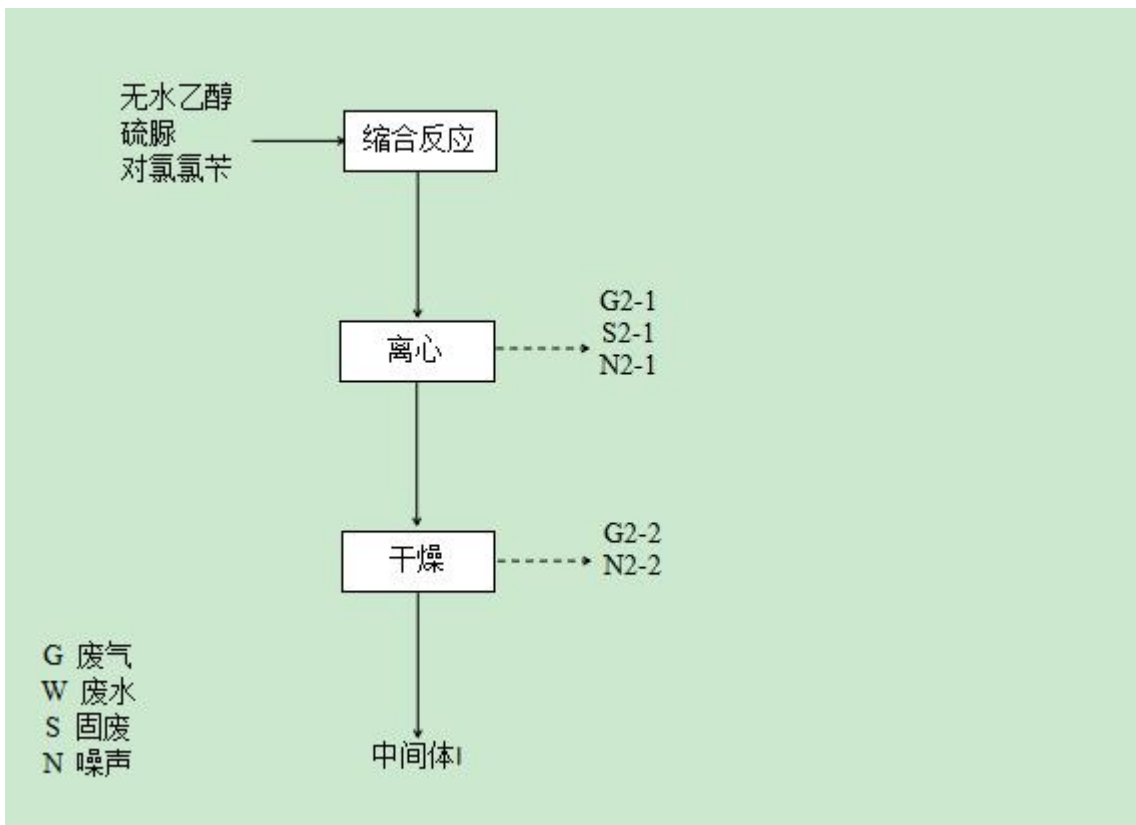 无水乙醇
硫脲
对氯氯苄
缩合反应
G2-1
S2-1
N2-1
离心
G2-2
N2-2
干燥
G 废气
W 废水
S 固废
N 噪声
中间体I